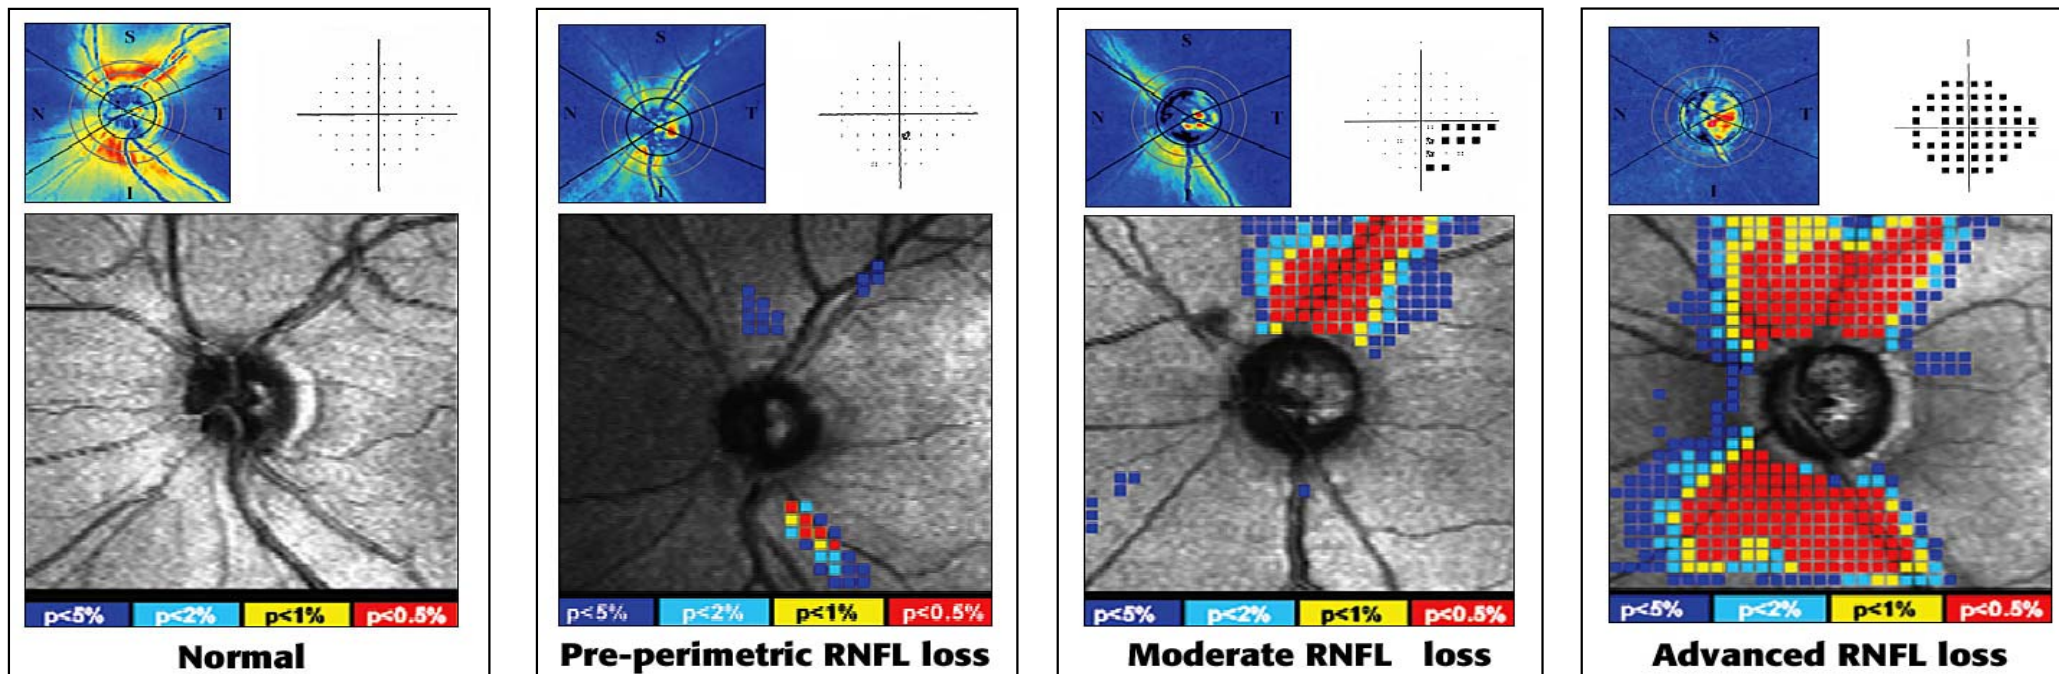 S
N T
I
p<5% p<2% p<1% p<0.5%
Normal
S
N T
I
p<5% p<2% p<1% p<0.5%
Pre-perimetric RNFL loss
S
N T
I
p<5% p<2% p<1% p<0.5%
Moderate RNFL loss
S
N T
I
p<5% p<2% p<1% p<0.5%
Advanced RNFL loss